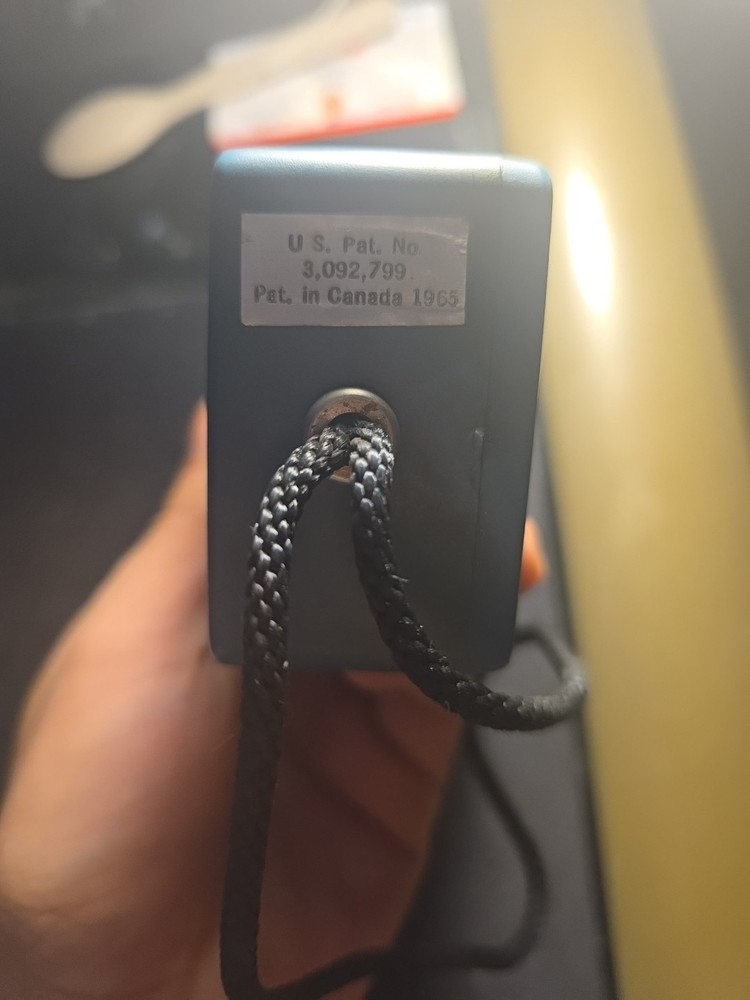 U S. Pat. No
3,092,799
Pat. in Canada 1965